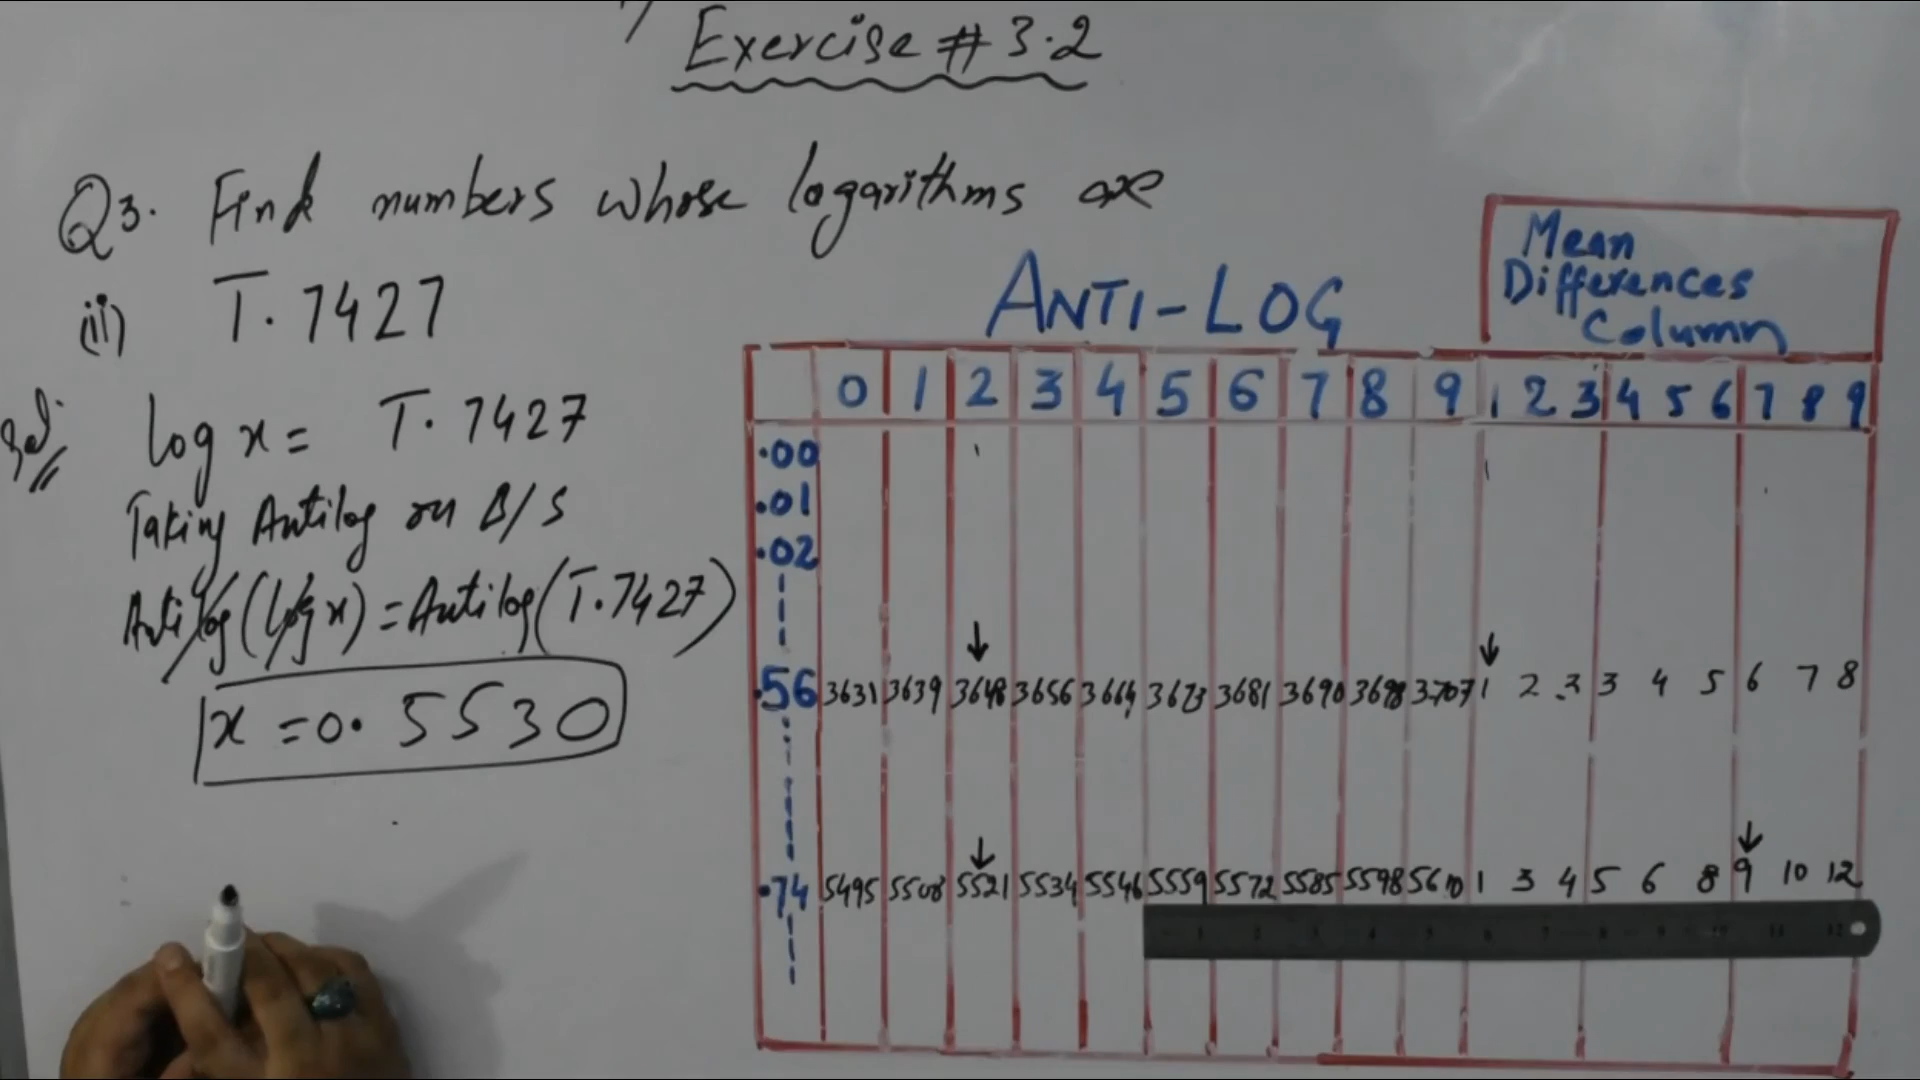 Exercise # 3.2
Q3. Find numbers whose logarithms are
(ii) T̅.7427
Sol:
log x = T̅.7427
Taking Antilog on B/S
Antilog(log x) = Antilog(T̅.7427)
x = 0.5530
ANTI-LOG
Mean
Differences
Column
0 1 2 3 4 5 6 7 8 9 1 2 3 4 5 6 7 8 9
.00
.01
.02
.56 3631 3639 3648 3656 3664 3673 3681 3690 3698 3707 1 2 3 3 4 5 6 7 8
.74 5495 5508 5521 5534 5546 5559 5572 5585 5598 5610 1 3 4 5 6 8 9 10 12